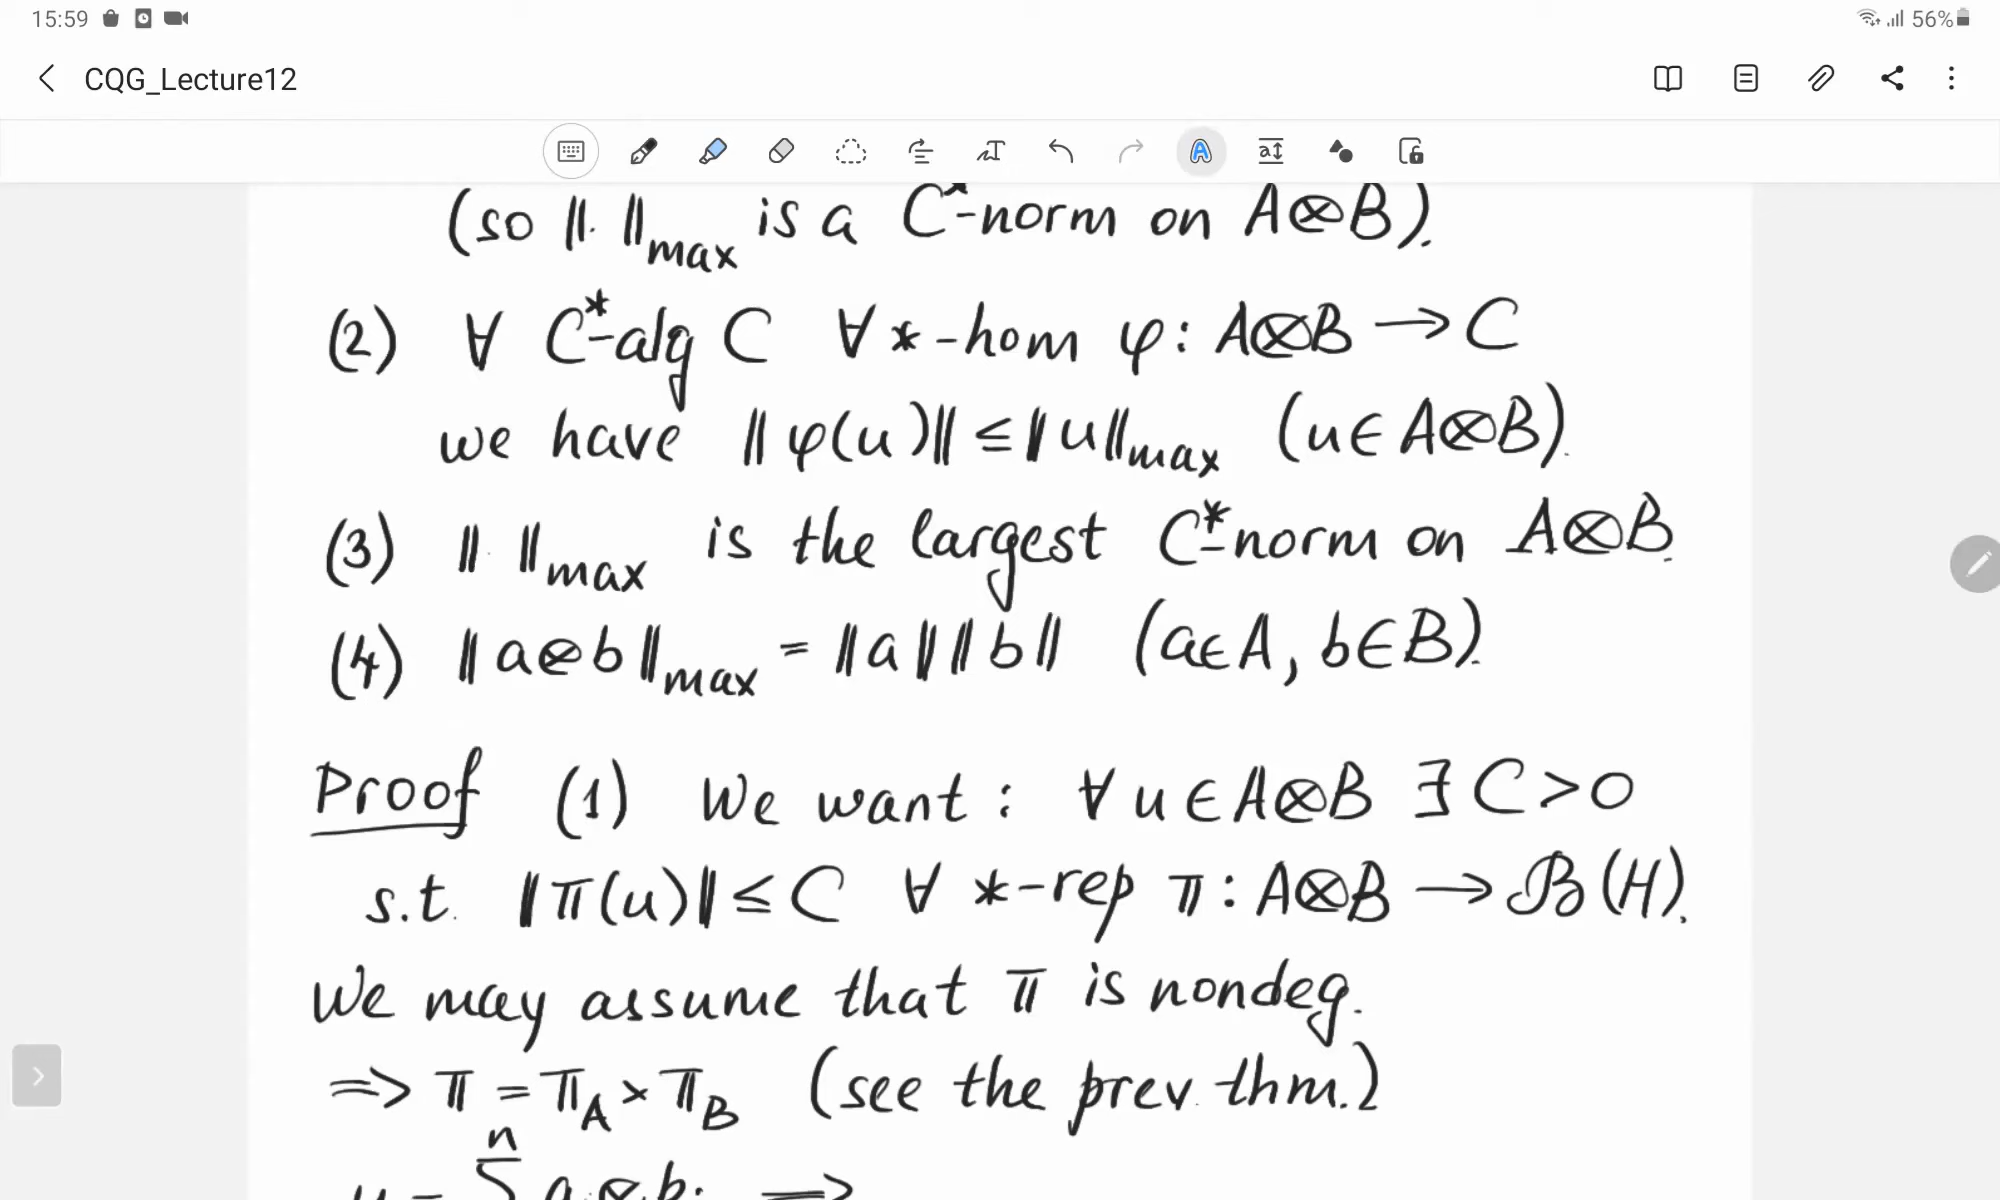 15:59
56%
CQG_Lecture12
(so ‖·‖max is a C*-norm on A⊗B).
(2) ∀ C*-alg C ∀ *-hom φ: A⊗B → C
we have ‖φ(u)‖ ≤ ‖u‖max (u∈A⊗B).
(3) ‖·‖max is the largest C*-norm on A⊗B.
(4) ‖a⊗b‖max = ‖a‖‖b‖ (a∈A, b∈B).
Proof (1) We want: ∀ u∈A⊗B ∃ C>0
s.t. ‖π(u)‖ ≤ C ∀ *-rep π: A⊗B → ℬ(H).
We may assume that π is nondeg.
=> π = πA × πB (see the prev. thm.)